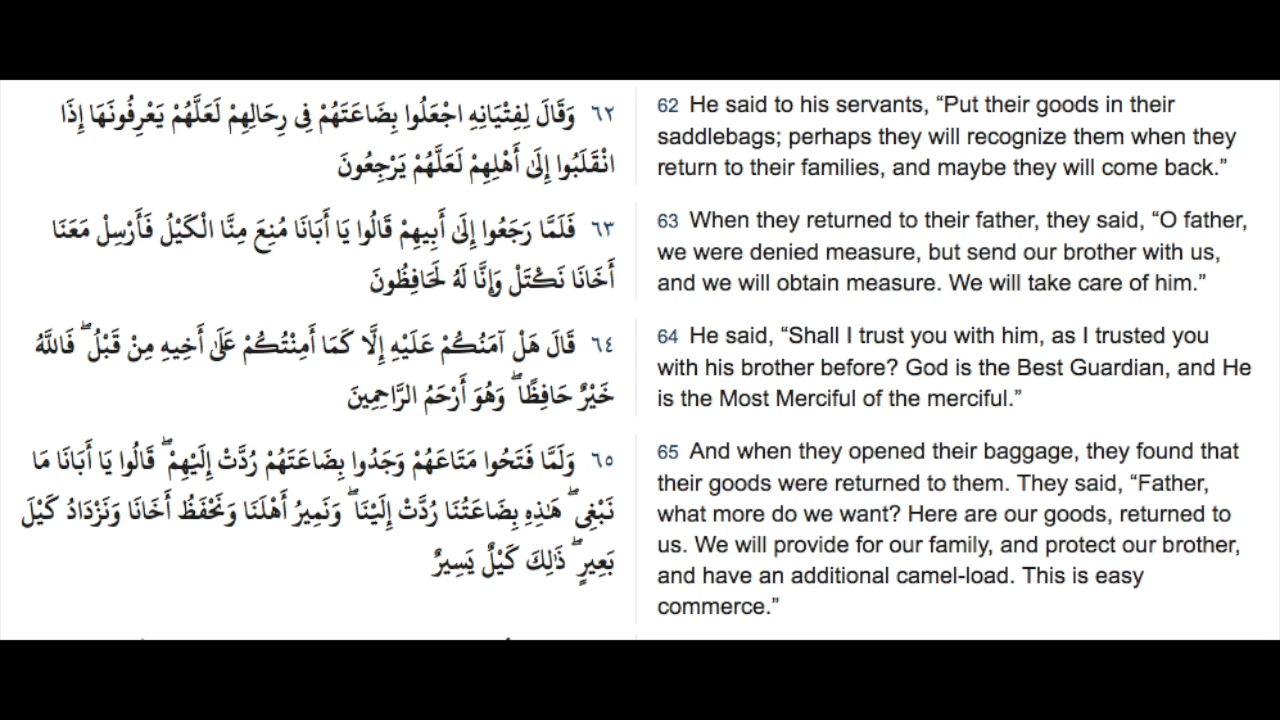 ٦٢ وَقَالَ لِفِتْيَانِهِ اجْعَلُوا بِضَاعَتَهُمْ فِي رِحَالِهِمْ لَعَلَّهُمْ يَعْرِفُونَهَا إِذَا
انْقَلَبُوا إِلَىٰ أَهْلِهِمْ لَعَلَّهُمْ يَرْجِعُونَ
62 He said to his servants, “Put their goods in their
saddlebags; perhaps they will recognize them when they
return to their families, and maybe they will come back.”
٦٣ فَلَمَّا رَجَعُوا إِلَىٰ أَبِيهِمْ قَالُوا يَا أَبَانَا مُنِعَ مِنَّا الْكَيْلُ فَأَرْسِلْ مَعَنَا
أَخَانَا نَكْتَلْ وَإِنَّا لَهُ لَحَافِظُونَ
63 When they returned to their father, they said, “O father,
we were denied measure, but send our brother with us,
and we will obtain measure. We will take care of him.”
٦٤ قَالَ هَلْ آمَنُكُمْ عَلَيْهِ إِلَّا كَمَا أَمِنْتُكُمْ عَلَىٰ أَخِيهِ مِنْ قَبْلُ ۖ فَاللَّهُ
خَيْرٌ حَافِظًا ۖ وَهُوَ أَرْحَمُ الرَّاحِمِينَ
64 He said, “Shall I trust you with him, as I trusted you
with his brother before? God is the Best Guardian, and He
is the Most Merciful of the merciful.”
٦٥ وَلَمَّا فَتَحُوا مَتَاعَهُمْ وَجَدُوا بِضَاعَتَهُمْ رُدَّتْ إِلَيْهِمْ ۖ قَالُوا يَا أَبَانَا مَا
نَبْغِي ۖ هَٰذِهِ بِضَاعَتُنَا رُدَّتْ إِلَيْنَا ۖ وَنَمِيرُ أَهْلَنَا وَنَحْفَظُ أَخَانَا وَنَزْدَادُ كَيْلَ
بَعِيرٍ ۖ ذَٰلِكَ كَيْلٌ يَسِيرٌ
65 And when they opened their baggage, they found that
their goods were returned to them. They said, “Father,
what more do we want? Here are our goods, returned to
us. We will provide for our family, and protect our brother,
and have an additional camel-load. This is easy
commerce.”